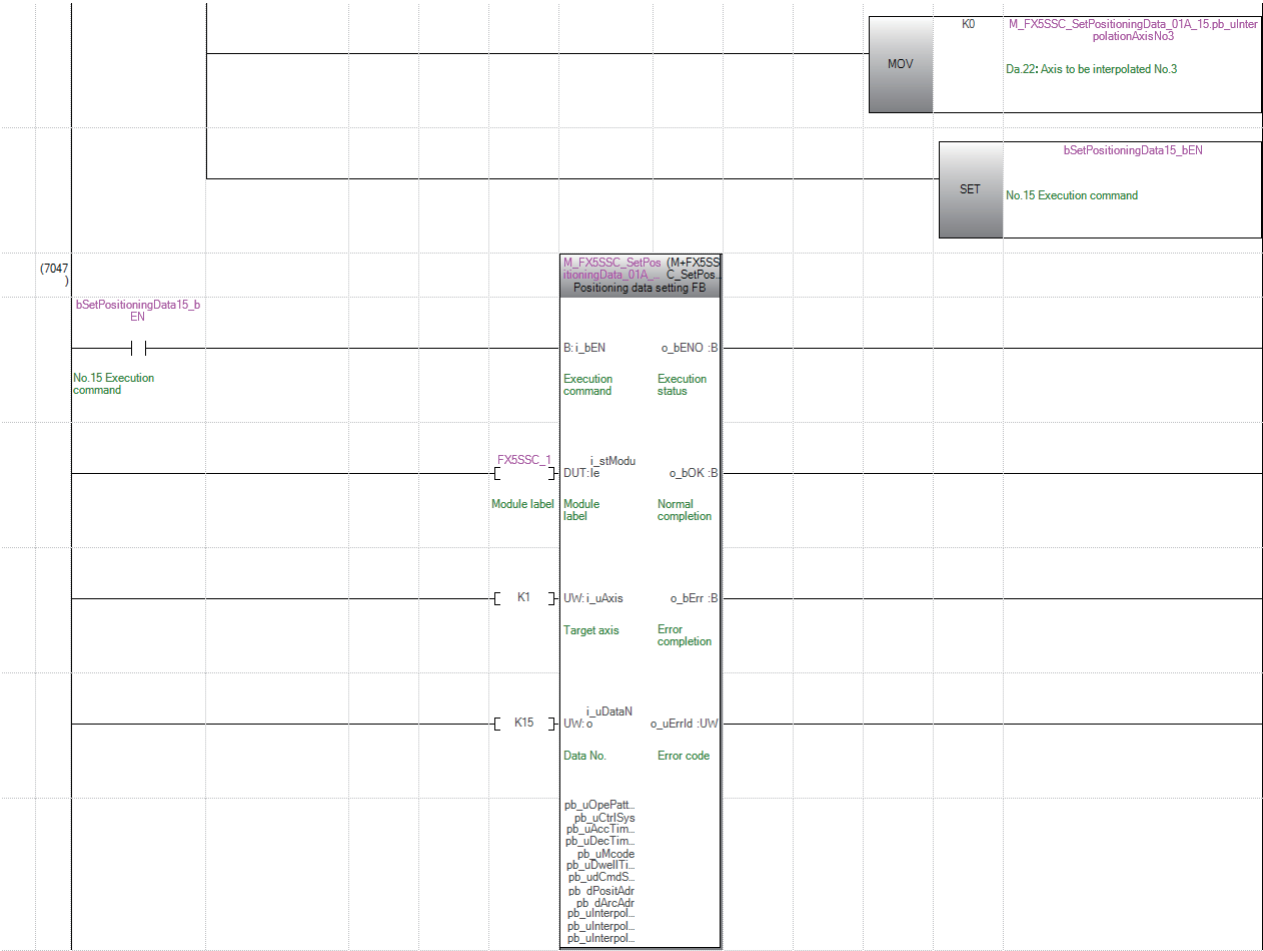 K0
M_FX5SSC_SetPositioningData_01A_15.pb_uInter
polationAxisNo3
MOV
Da.22: Axis to be interpolated No.3
bSetPositioningData15_bEN
SET
No.15 Execution command
(7047
)
M_FX5SSC_SetPos (M+FX5SS
itioningData_01A_... C_SetPos..
Positioning data setting FB
bSetPositioningData15_b
EN
B: i_bEN o_bENO :B
No.15 Execution
command
Execution
command
Execution
status
FX5SSC_1
i_stModu
DUT: le o_bOK :B
Module label
Module
label
Normal
completion
K1
UW: i_uAxis o_bErr :B
Target axis
Error
completion
i_uDataN
K15
UW: o o_uErrId :UW
Data No.
Error code
pb_uOpePatt...
pb_uCtrlSys
pb_uAccTim...
pb_uDecTim...
pb_uMcode
pb_uDwellTi...
pb_udCmdS...
pb_dPositAdr
pb_dArcAdr
pb_uInterpol...
pb_uInterpol...
pb_uInterpol...